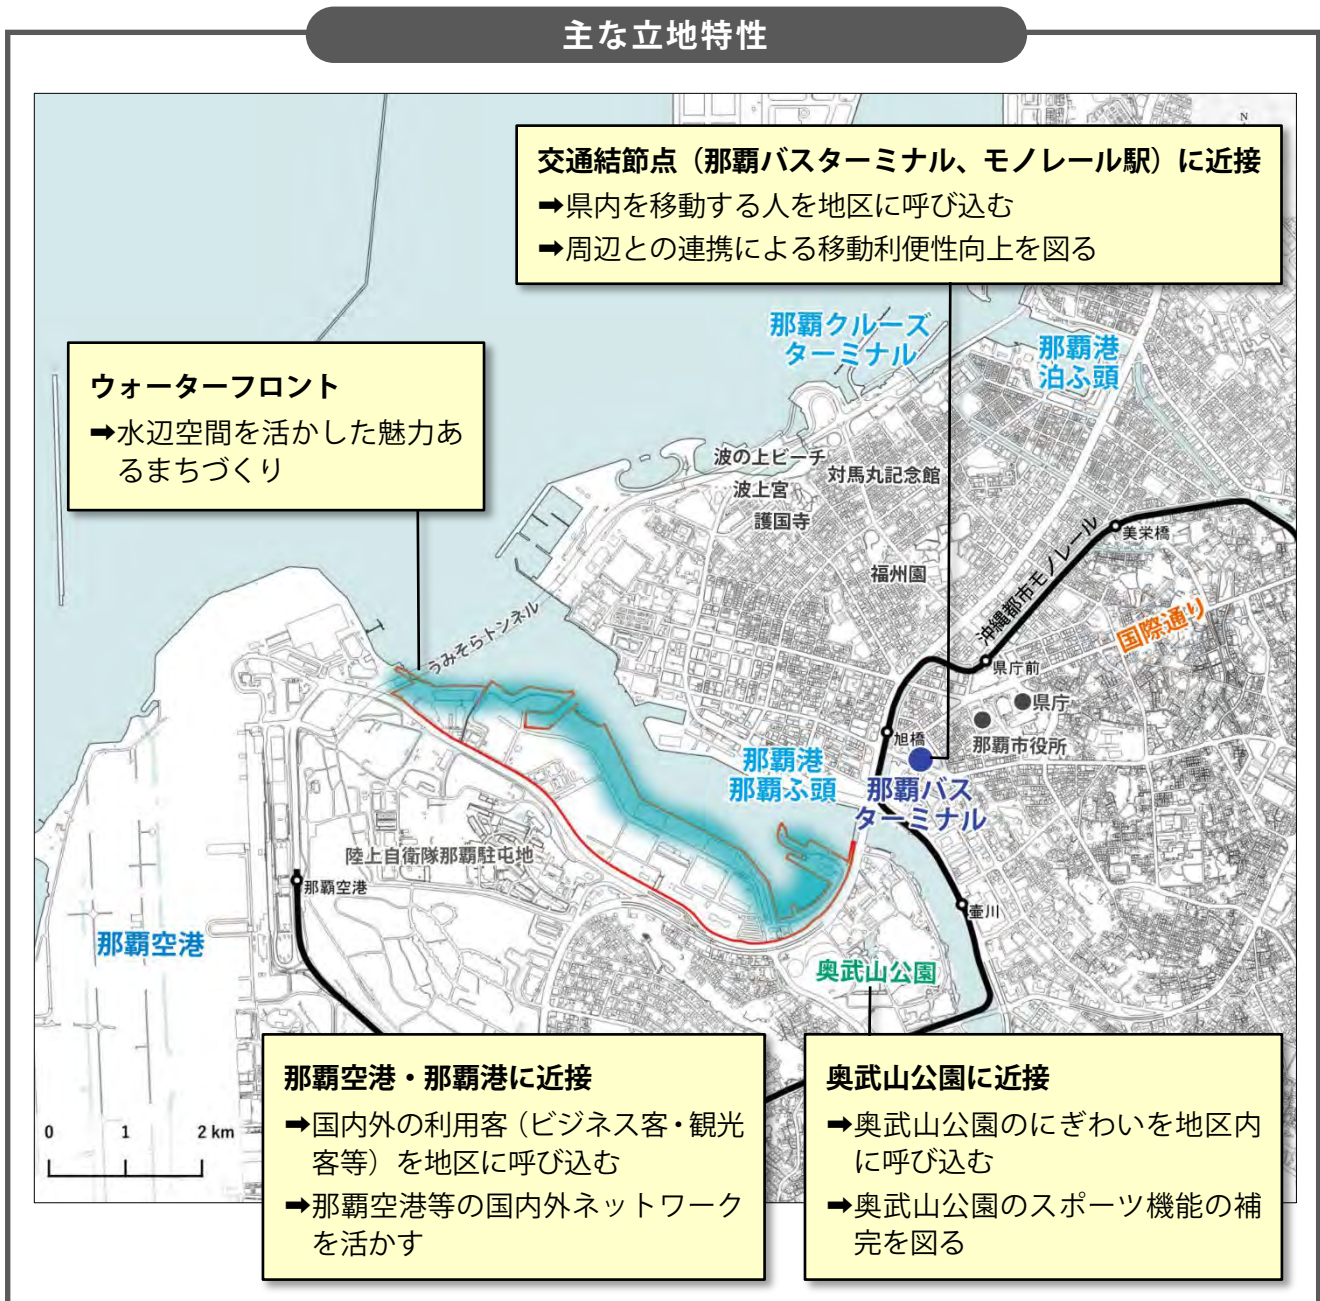 主な立地特性
N
交通結節点（那覇バスターミナル、モノレール駅）に近接
➡県内を移動する人を地区に呼び込む
➡周辺との連携による移動利便性向上を図る
那覇クルーズ
ターミナル
那覇港
泊ふ頭
ウォーターフロント
➡水辺空間を活かした魅力あ
るまちづくり
波の上ビーチ
波上宮
護国寺
対馬丸記念館
福州園
美栄橋
沖縄都市モノレール
国際通り
うみそらトンネル
県庁前
県庁
那覇市役所
旭橋
那覇港
那覇ふ頭
那覇バス
ターミナル
陸上自衛隊那覇駐屯地
那覇空港
壷川
那覇空港
奥武山公園
0 1 2 km
那覇空港・那覇港に近接
➡国内外の利用客（ビジネス客・観光
客等）を地区に呼び込む
➡那覇空港等の国内外ネットワーク
を活かす
奥武山公園に近接
➡奥武山公園のにぎわいを地区内
に呼び込む
➡奥武山公園のスポーツ機能の補
完を図る